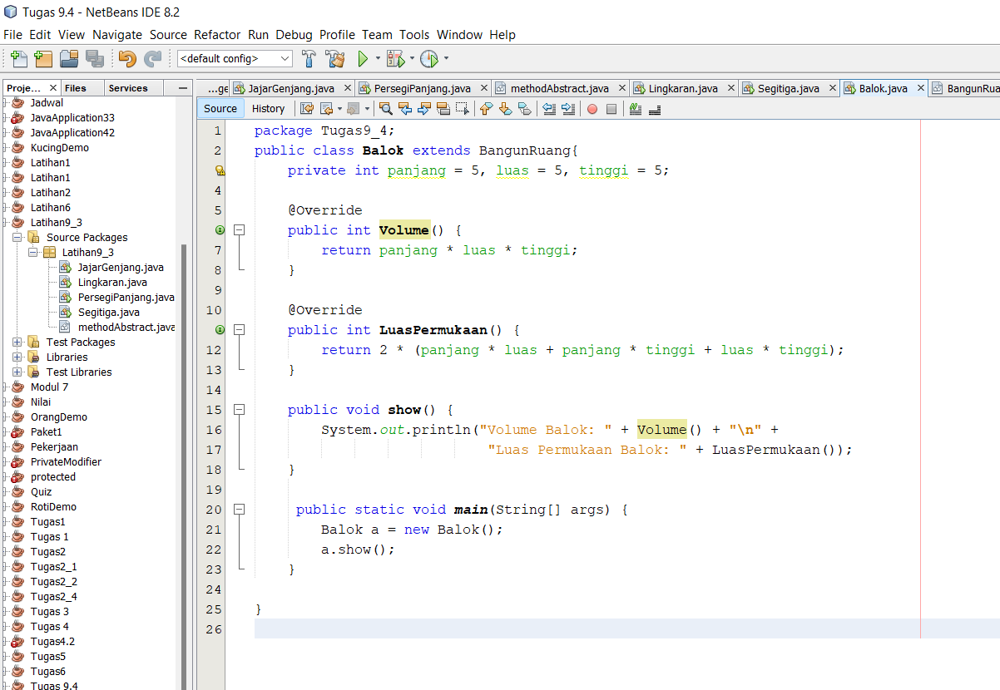 Tugas 9.4 - NetBeans IDE 8.2
File Edit View Navigate Source Refactor Run Debug Profile Team Tools Window Help
<default config>
Proje... Files Services
...ge JajarGenjang.java PersegiPanjang.java methodAbstract.java Lingkaran.java Segitiga.java Balok.java BangunRua
Source History
Jadwal
JavaApplication33
JavaApplication42
KucingDemo
Latihan1
Latihan1
Latihan2
Latihan6
Latihan9_3
Source Packages
Latihan9_3
JajarGenjang.java
Lingkaran.java
PersegiPanjang.java
Segitiga.java
methodAbstract.java
Test Packages
Libraries
Test Libraries
Modul 7
Nilai
OrangDemo
Paket1
Pekerjaan
PrivateModifier
protected
Quiz
RotiDemo
Tugas1
Tugas 1
Tugas2
Tugas2_1
Tugas2_2
Tugas2_4
Tugas 3
Tugas 4
Tugas4.2
Tugas5
Tugas6
Tugas 9.4
1 package Tugas9_4;
2 public class Balok extends BangunRuang{
private int panjang = 5, luas = 5, tinggi = 5;
4
5 @Override
public int Volume() {
7 return panjang * luas * tinggi;
8 }
9
10 @Override
public int LuasPermukaan() {
12 return 2 * (panjang * luas + panjang * tinggi + luas * tinggi);
13 }
14
15 public void show() {
16 System.out.println("Volume Balok: " + Volume() + "\n" +
17 "Luas Permukaan Balok: " + LuasPermukaan());
18 }
19
20 public static void main(String[] args) {
21 Balok a = new Balok();
22 a.show();
23 }
24
25 }
26